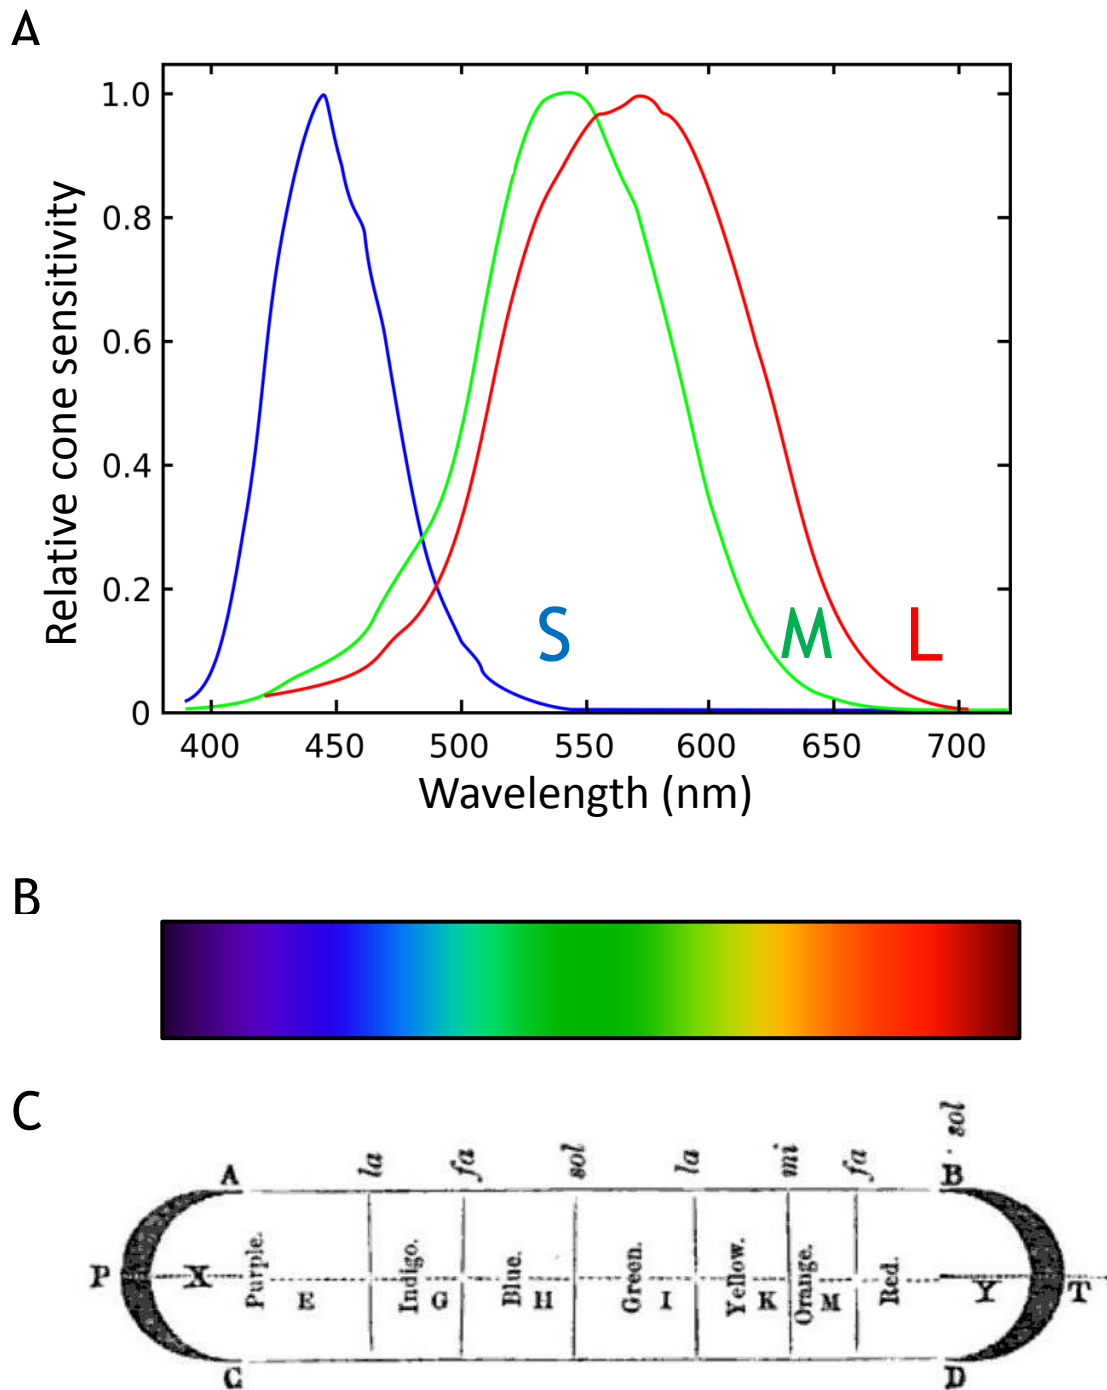 A
Relative cone sensitivity
1.0
0.8
0.6
0.4
0.2
0
S M L
400 450 500 550 600 650 700
Wavelength (nm)
B
C
la fa sol la mi fa sol
A B
Purple. Indigo. Blue. Green. Yellow. Orange. Red.
P X E G H I K M Y T
C D